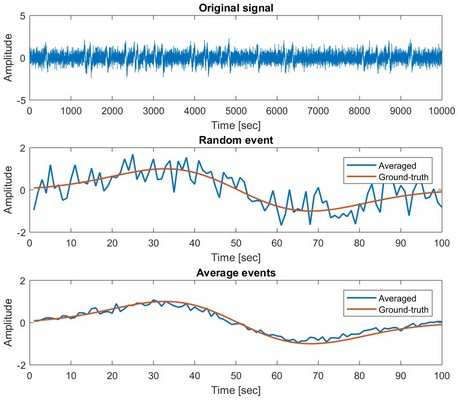 Original signal
5
0
-5
Amplitude
0 1000 2000 3000 4000 5000 6000 7000 8000 9000 10000
Time [sec]
Random event
2
0
-2
Amplitude
Averaged
Ground-truth
0 10 20 30 40 50 60 70 80 90 100
Time [sec]
Average events
2
0
-2
Amplitude
Averaged
Ground-truth
0 10 20 30 40 50 60 70 80 90 100
Time [sec]